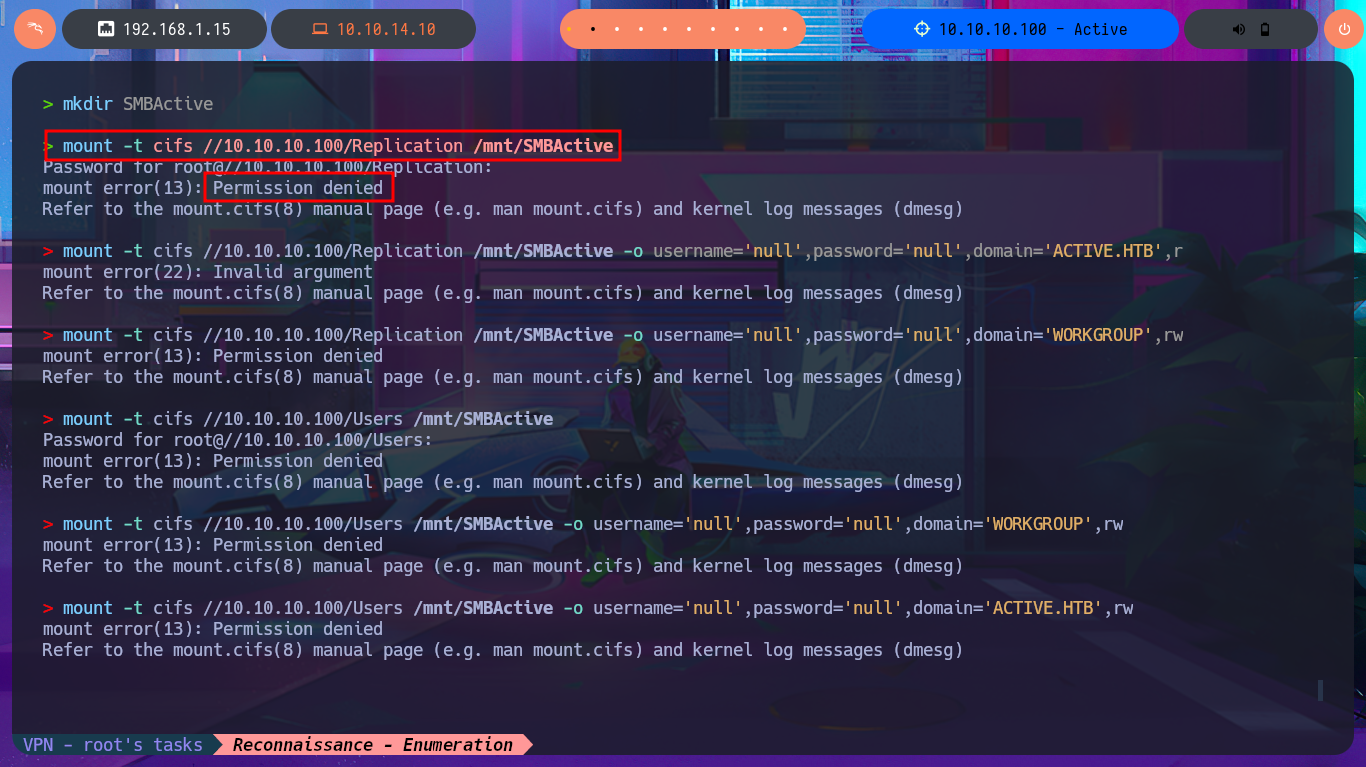 192.168.1.15
10.10.14.10
10.10.10.100 - Active
> mkdir SMBActive
> mount -t cifs //10.10.10.100/Replication /mnt/SMBActive
Password for root@//10.10.10.100/Replication:
mount error(13): Permission denied
Refer to the mount.cifs(8) manual page (e.g. man mount.cifs) and kernel log messages (dmesg)
> mount -t cifs //10.10.10.100/Replication /mnt/SMBActive -o username='null',password='null',domain='ACTIVE.HTB',r
mount error(22): Invalid argument
Refer to the mount.cifs(8) manual page (e.g. man mount.cifs) and kernel log messages (dmesg)
> mount -t cifs //10.10.10.100/Replication /mnt/SMBActive -o username='null',password='null',domain='WORKGROUP',rw
mount error(13): Permission denied
Refer to the mount.cifs(8) manual page (e.g. man mount.cifs) and kernel log messages (dmesg)
> mount -t cifs //10.10.10.100/Users /mnt/SMBActive
Password for root@//10.10.10.100/Users:
mount error(13): Permission denied
Refer to the mount.cifs(8) manual page (e.g. man mount.cifs) and kernel log messages (dmesg)
> mount -t cifs //10.10.10.100/Users /mnt/SMBActive -o username='null',password='null',domain='WORKGROUP',rw
mount error(13): Permission denied
Refer to the mount.cifs(8) manual page (e.g. man mount.cifs) and kernel log messages (dmesg)
> mount -t cifs //10.10.10.100/Users /mnt/SMBActive -o username='null',password='null',domain='ACTIVE.HTB',rw
mount error(13): Permission denied
Refer to the mount.cifs(8) manual page (e.g. man mount.cifs) and kernel log messages (dmesg)
VPN - root's tasks
Reconnaissance - Enumeration